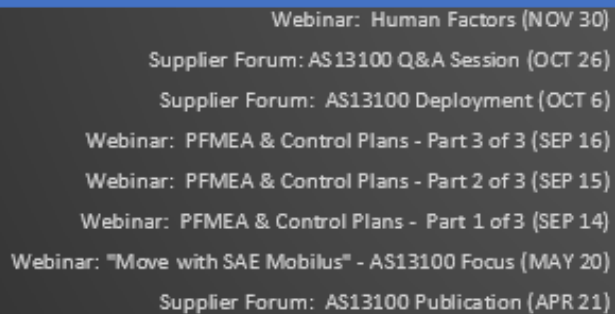 Webinar: Human Factors (NOV 30)
Supplier Forum: AS13100 Q&A Session (OCT 26)
Supplier Forum: AS13100 Deployment (OCT 6)
Webinar: PFMEA & Control Plans - Part 3 of 3 (SEP 16)
Webinar: PFMEA & Control Plans - Part 2 of 3 (SEP 15)
Webinar: PFMEA & Control Plans - Part 1 of 3 (SEP 14)
Webinar: "Move with SAE Mobilus" - AS13100 Focus (MAY 20)
Supplier Forum: AS13100 Publication (APR 21)